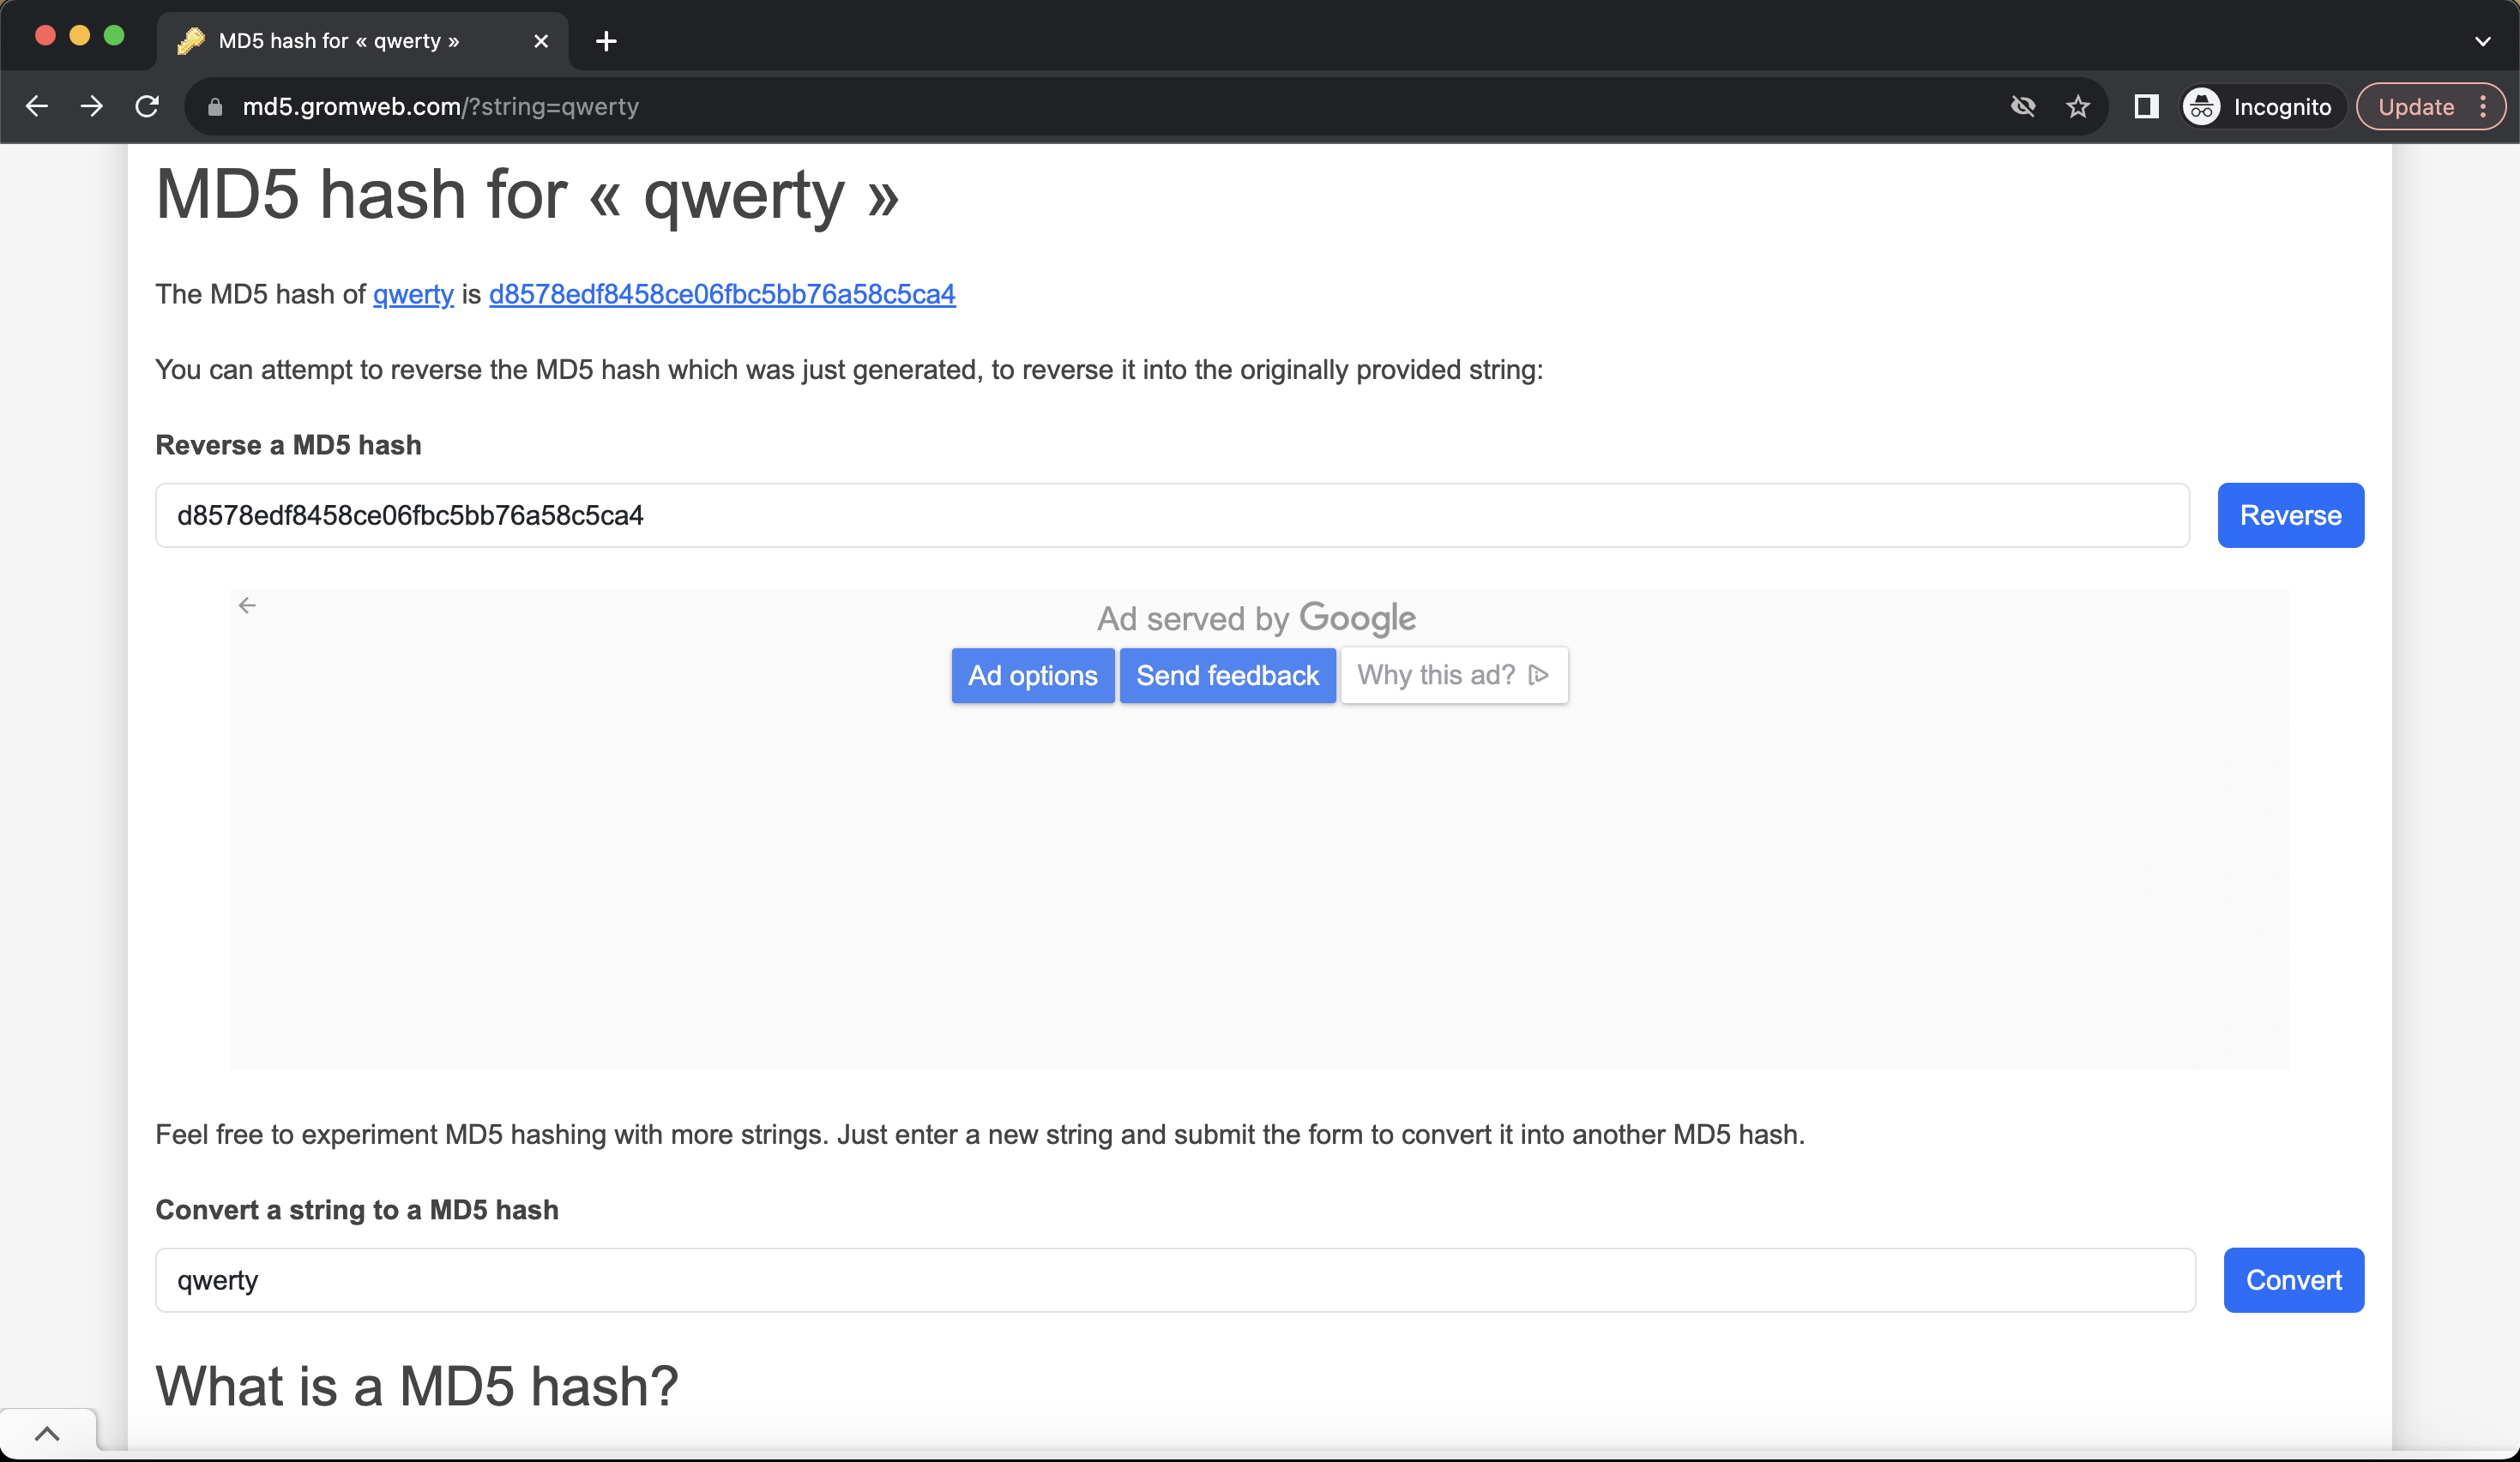 MD5 hash for « qwerty »
md5.gromweb.com/?string=qwerty
Incognito
Update
MD5 hash for « qwerty »
The MD5 hash of qwerty is d8578edf8458ce06fbc5bb76a58c5ca4
You can attempt to reverse the MD5 hash which was just generated, to reverse it into the originally provided string:
Reverse a MD5 hash
d8578edf8458ce06fbc5bb76a58c5ca4
Reverse
Ad served by Google
Ad options Send feedback Why this ad?
Feel free to experiment MD5 hashing with more strings. Just enter a new string and submit the form to convert it into another MD5 hash.
Convert a string to a MD5 hash
qwerty
Convert
What is a MD5 hash?